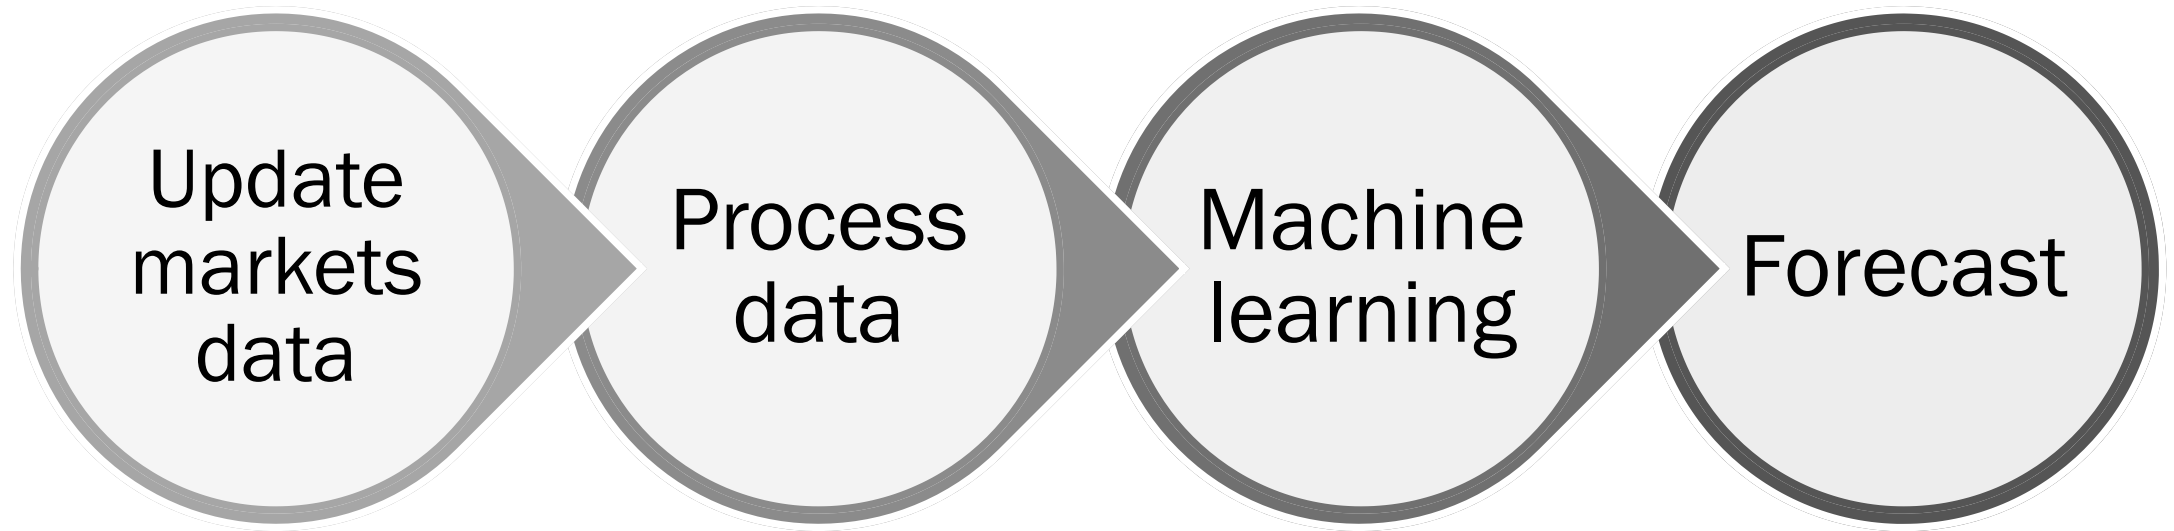 Update
markets
data
Process
data
Machine
learning
Forecast